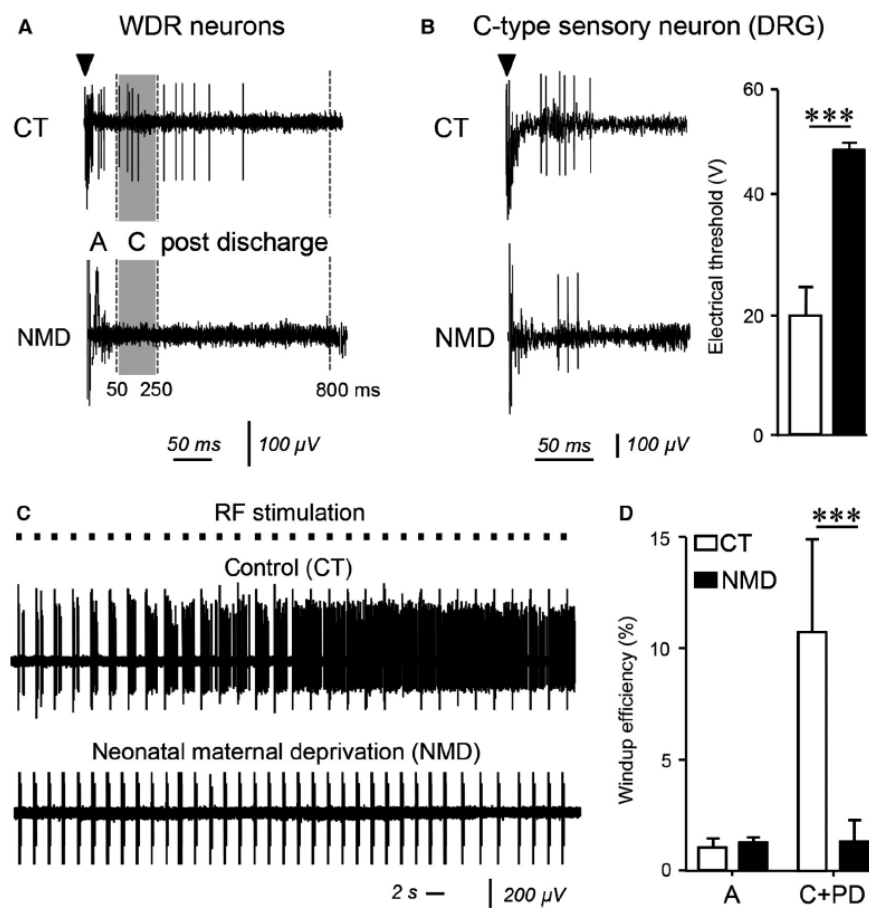 A WDR neurons
CT
A C post discharge
NMD
50 250 800 ms
50 ms 100 µV
B C-type sensory neuron (DRG)
CT
NMD
50 ms 100 µV
60
***
40
20
0
Electrical threshold (V)
C RF stimulation
Control (CT)
Neonatal maternal deprivation (NMD)
2 s 200 µV
D
***
15
CT
NMD
10
5
0
Windup efficiency (%)
A C+PD